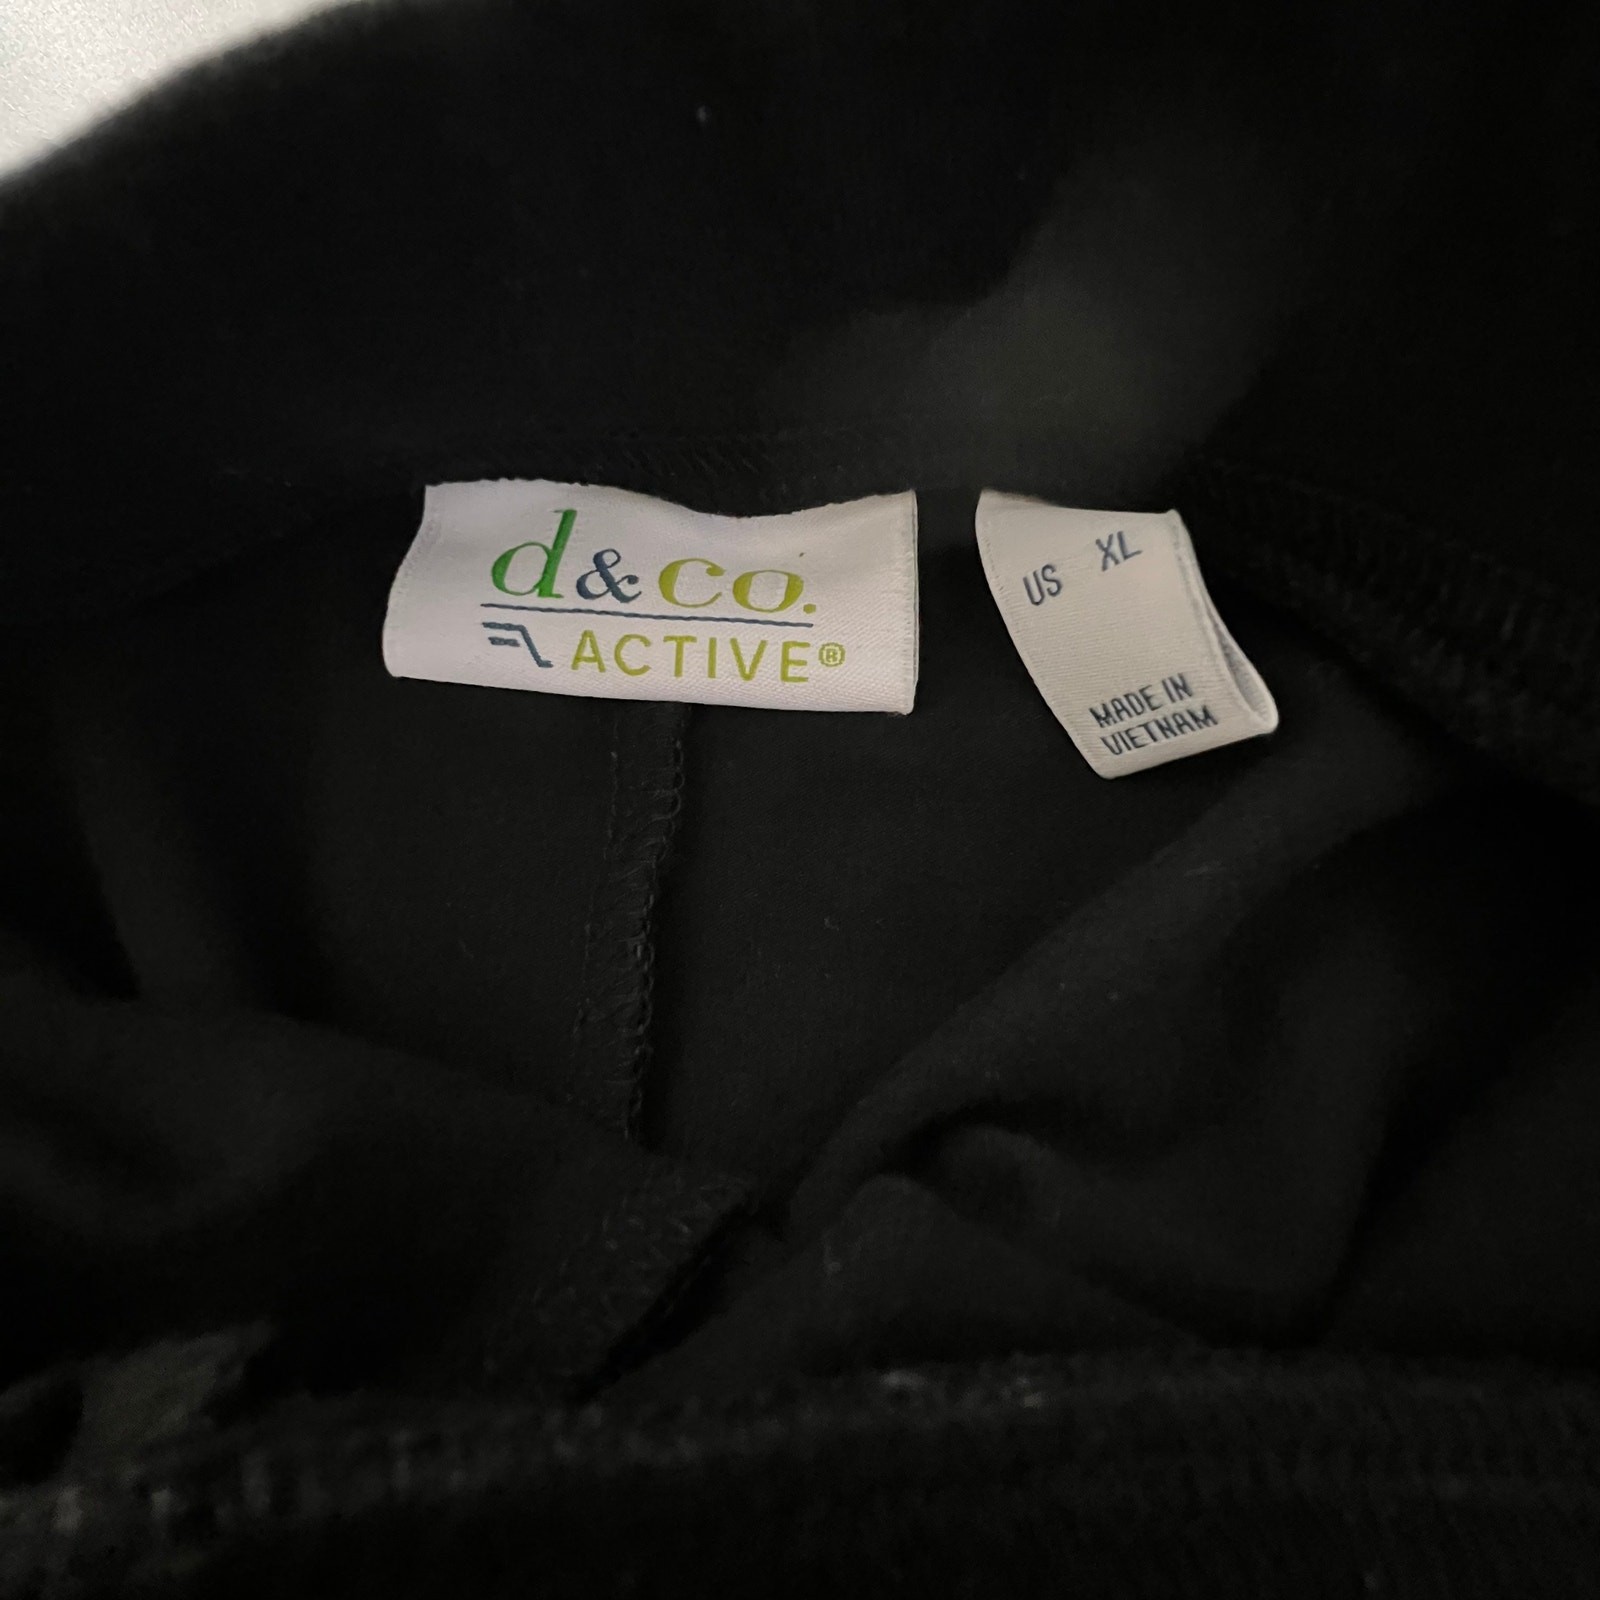 d&co.
ACTIVE®
US XL
MADE IN
VIETNAM